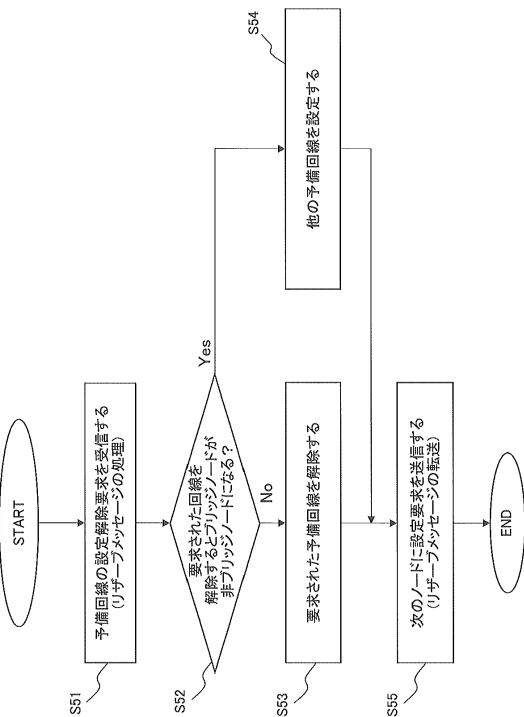 START
S51
予備回線の設定解除要求を受信する
(リザーブメッセージの処理)
S52
要求された回線を
解除するとブリッジノードが
非ブリッジノードになる?
Yes
No
S53
要求された予備回線を解除する
S54
他の予備回線を設定する
S55
次のノードに設定要求を送信する
(リザーブメッセージの転送)
END